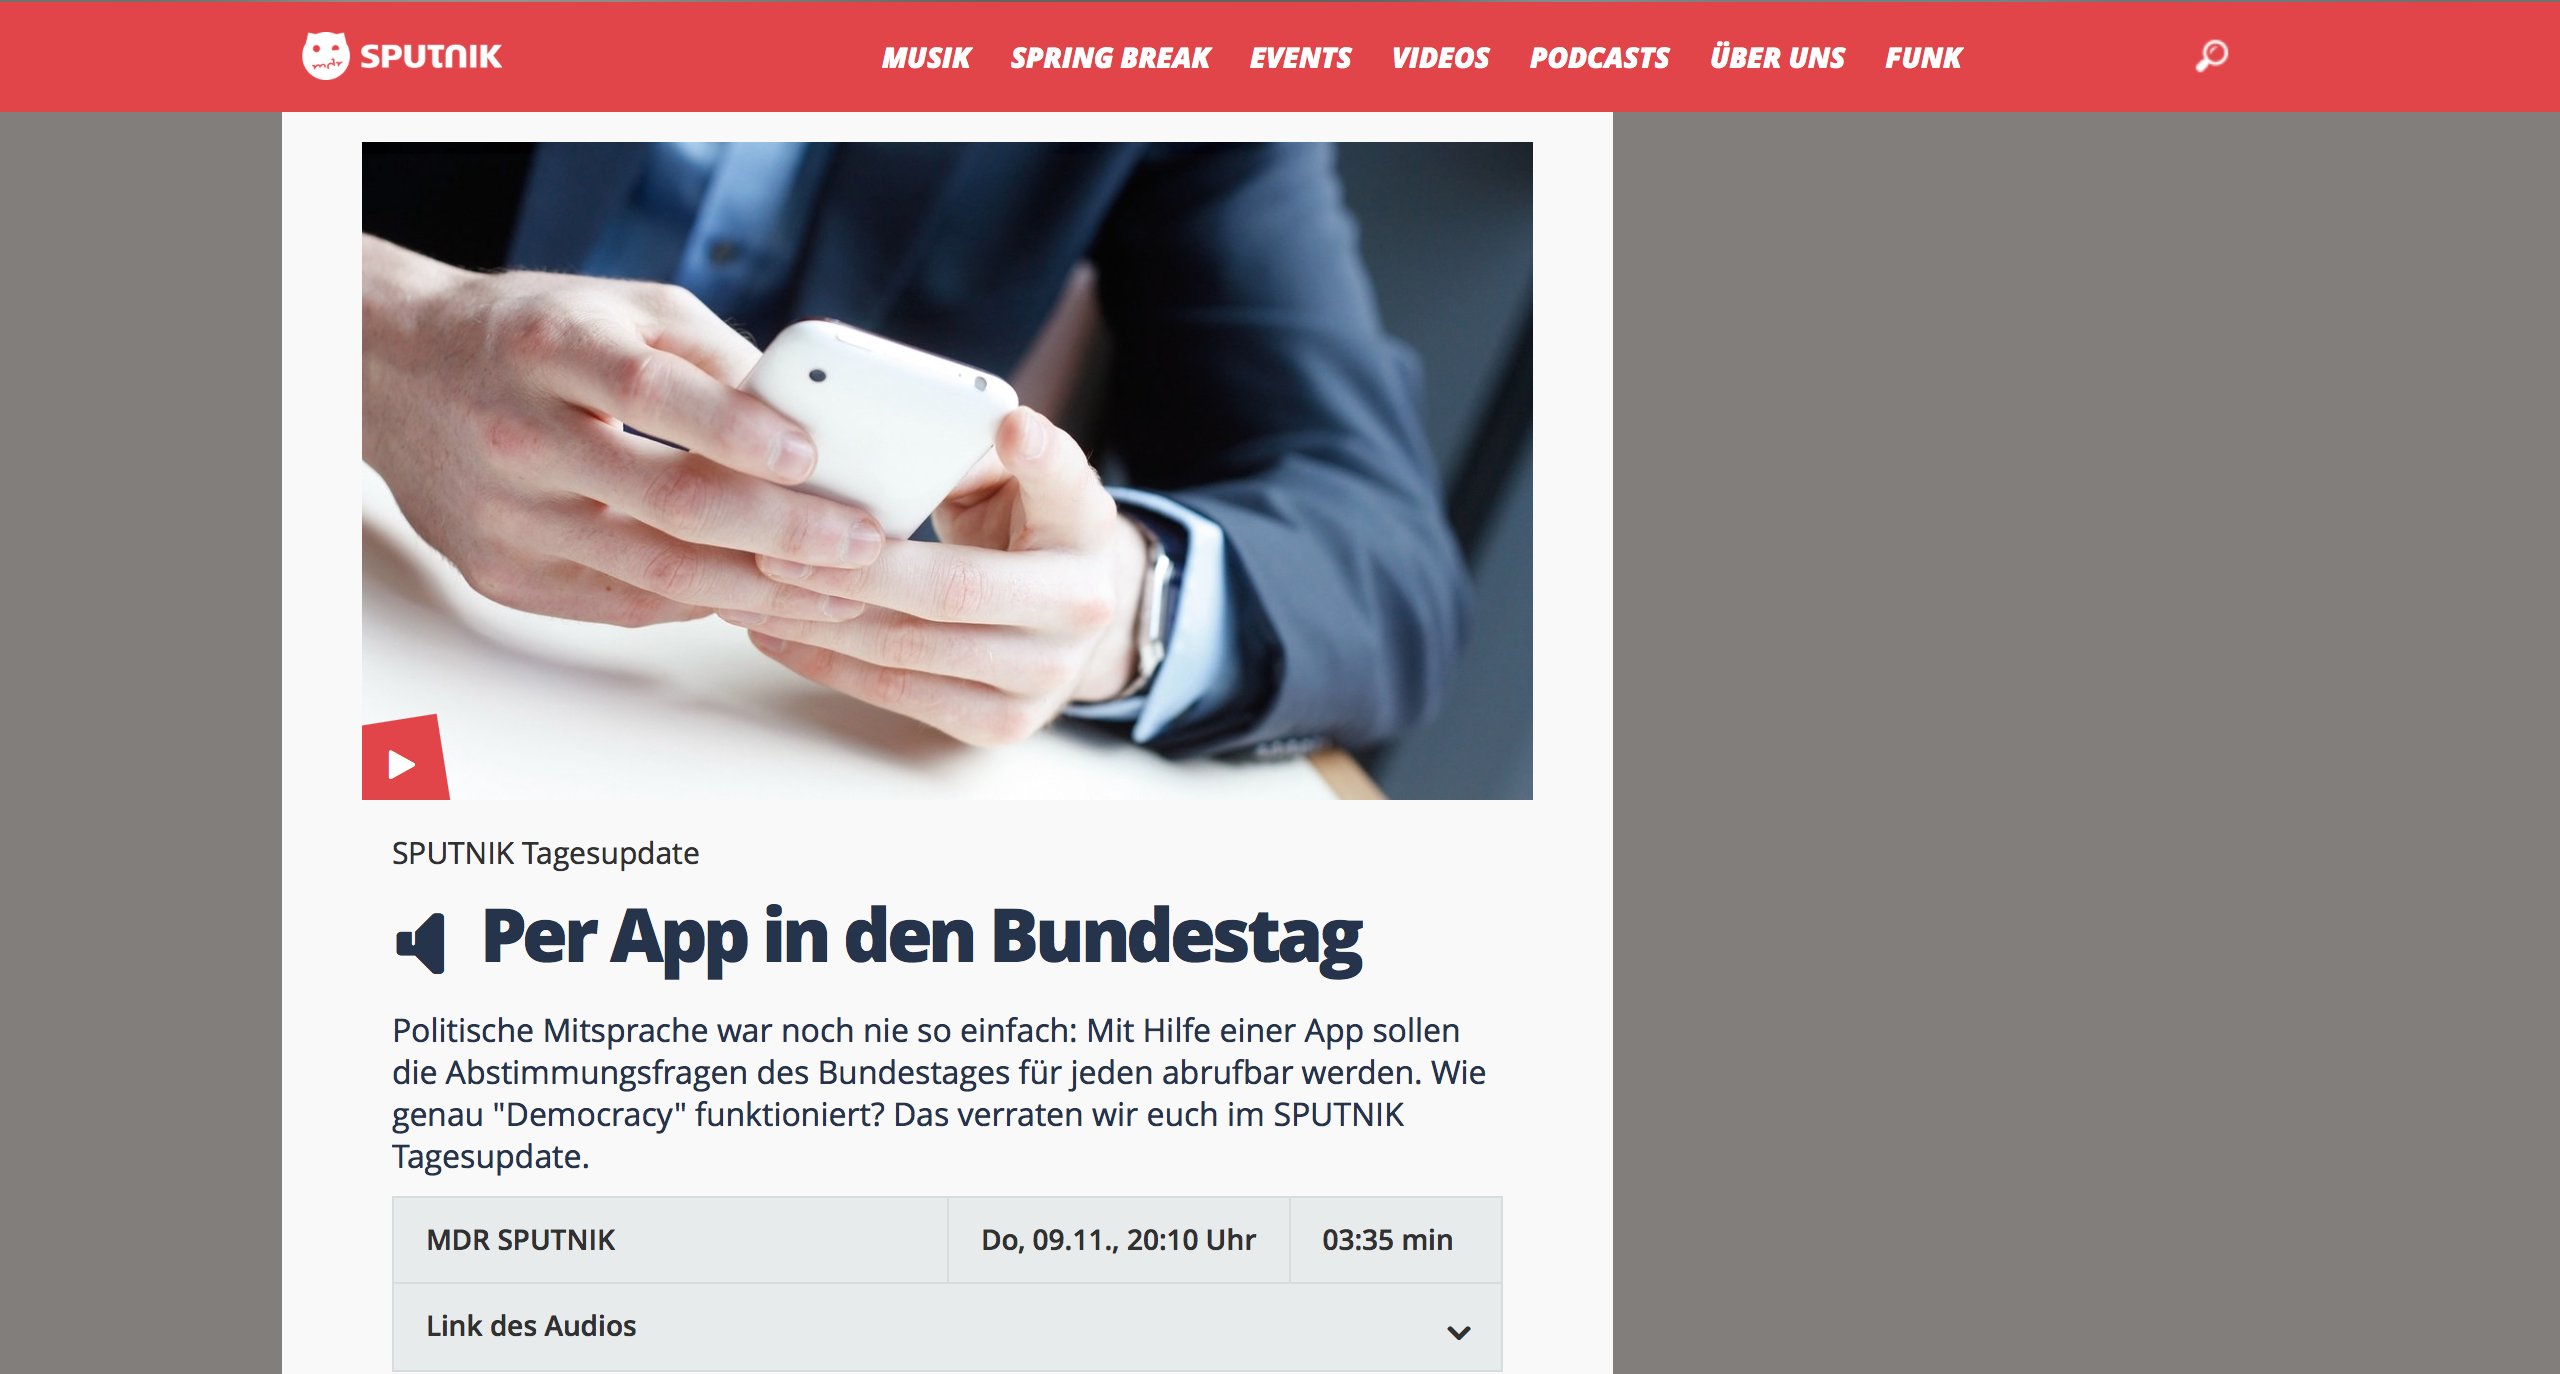 mdr SPUTNIK
MUSIK SPRING BREAK EVENTS VIDEOS PODCASTS ÜBER UNS FUNK
SPUTNIK Tagesupdate
Per App in den Bundestag
Politische Mitsprache war noch nie so einfach: Mit Hilfe einer App sollen
die Abstimmungsfragen des Bundestages für jeden abrufbar werden. Wie
genau "Democracy" funktioniert? Das verraten wir euch im SPUTNIK
Tagesupdate.
MDR SPUTNIK Do, 09.11., 20:10 Uhr 03:35 min
Link des Audios